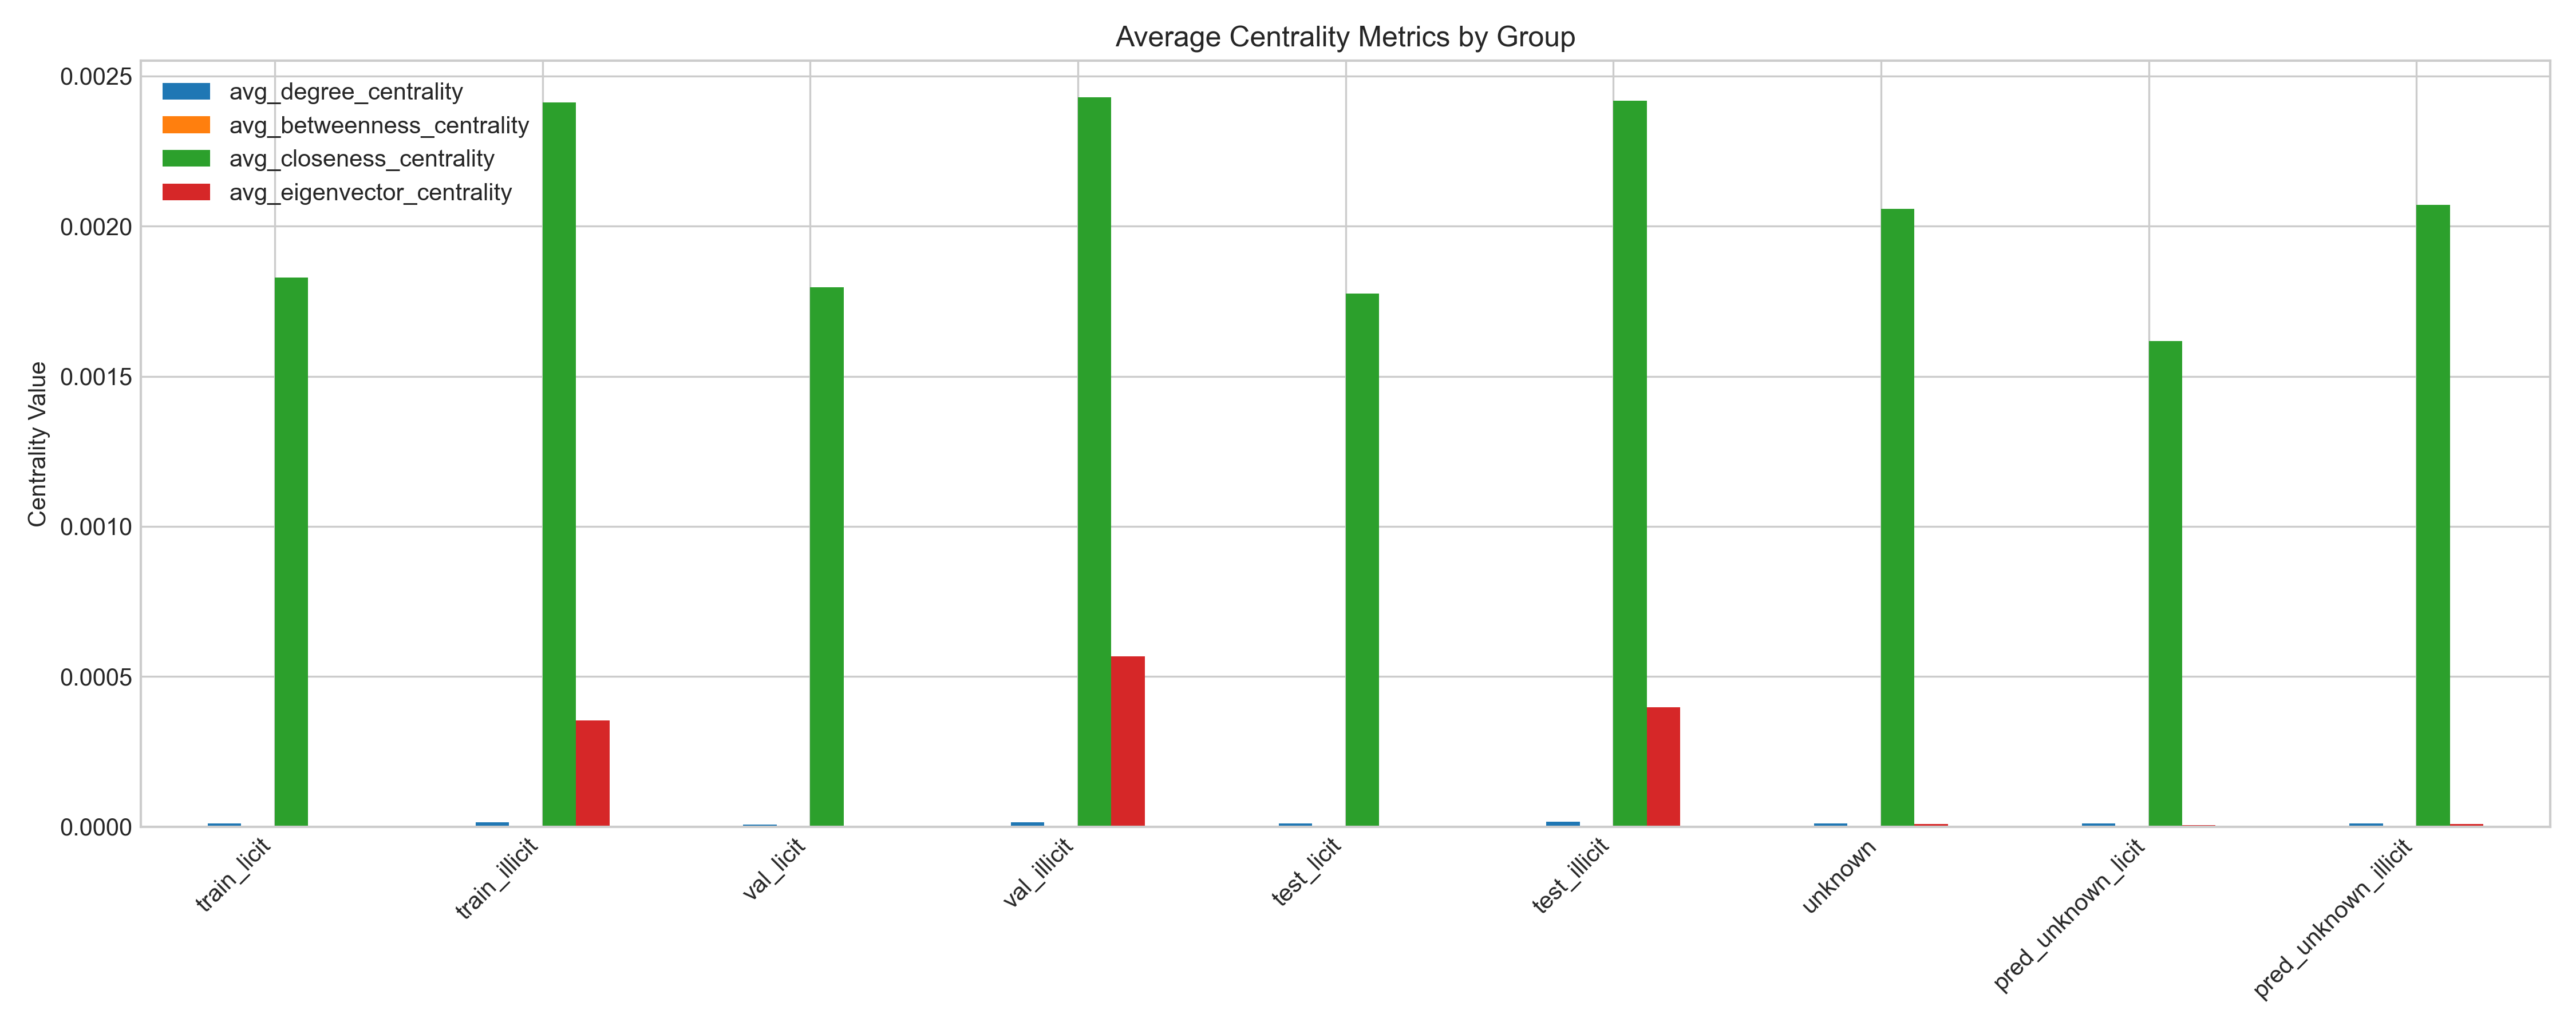 Average Centrality Metrics by Group
0.0025
0.0020
0.0015
0.0010
0.0005
0.0000
Centrality Value
avg_degree_centrality
avg_betweenness_centrality
avg_closeness_centrality
avg_eigenvector_centrality
train_licit
train_illicit
val_licit
val_illicit
test_licit
test_illicit
unknown
pred_unknown_licit
pred_unknown_illicit